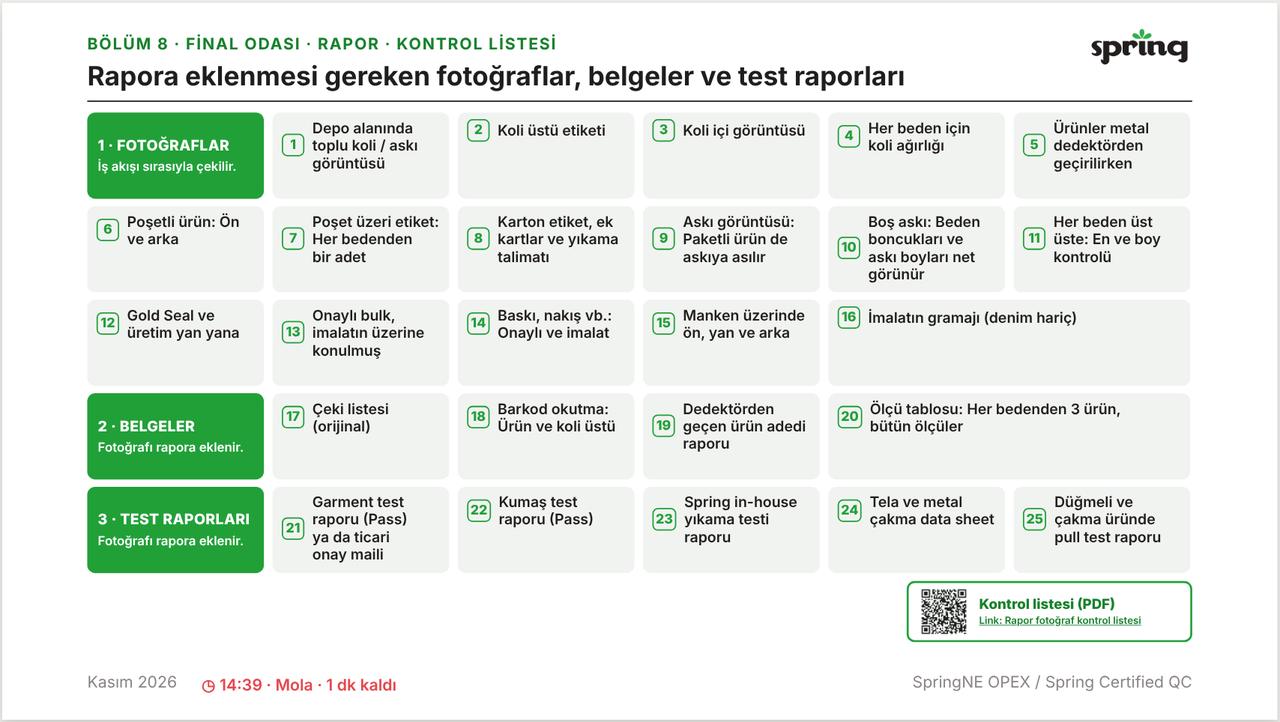 BÖLÜM 8 · FİNAL ODASI · RAPOR · KONTROL LİSTESİ
spring
Rapora eklenmesi gereken fotoğraflar, belgeler ve test raporları
1 · FOTOĞRAFLAR
İş akışı sırasıyla çekilir.
1
Depo alanında
toplu koli / askı
görüntüsü
2
Koli üstü etiketi
3
Koli içi görüntüsü
4
Her beden için
koli ağırlığı
5
Ürünler metal
dedektörden
geçirilirken
6
Poşetli ürün: Ön
ve arka
7
Poşet üzeri etiket:
Her bedenden
bir adet
8
Karton etiket, ek
kartlar ve yıkama
talimatı
9
Askı görüntüsü:
Paketli ürün de
askıya asılır
10
Boş askı: Beden
boncukları ve
askı boyları net
görünür
11
Her beden üst
üste: En ve boy
kontrolü
12
Gold Seal ve
üretim yan yana
13
Onaylı bulk,
imalatın üzerine
konulmuş
14
Baskı, nakış vb.:
Onaylı ve imalat
15
Manken üzerinde
ön, yan ve arka
16
İmalatın gramajı (denim hariç)
2 · BELGELER
Fotoğrafı rapora eklenir.
17
Çeki listesi
(orijinal)
18
Barkod okutma:
Ürün ve koli üstü
19
Dedektörden
geçen ürün adedi
raporu
20
Ölçü tablosu: Her bedenden 3 ürün,
bütün ölçüler
3 · TEST RAPORLARI
Fotoğrafı rapora eklenir.
21
Garment test
raporu (Pass)
ya da ticari
onay maili
22
Kumaş test
raporu (Pass)
23
Spring in-house
yıkama testi
raporu
24
Tela ve metal
çakma data sheet
25
Düğmeli ve
çakma üründe
pull test raporu
Kontrol listesi (PDF)
Link: Rapor fotoğraf kontrol listesi
Kasım 2026
14:39 · Mola · 1 dk kaldı
SpringNE OPEX / Spring Certified QC